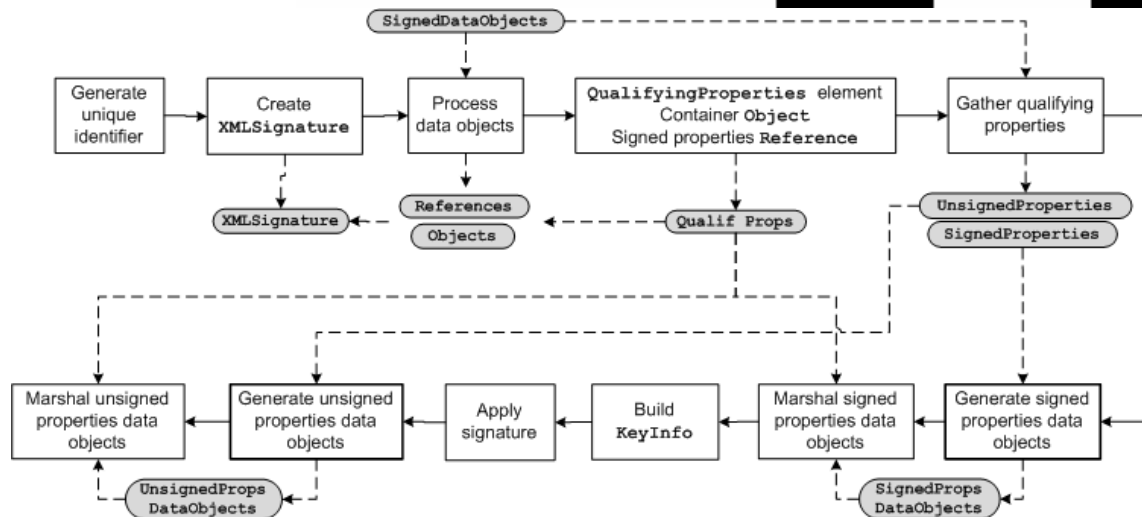 SignedDataObjects
Generate
unique
identifier
Create
XMLSignature
Process
data objects
QualifyingProperties element
Container Object
Signed properties Reference
Gather qualifying
properties
XMLSignature
References
Objects
Qualif Props
UnsignedProperties
SignedProperties
Marshal unsigned
properties data
objects
Generate unsigned
properties data
objects
Apply
signature
Build
KeyInfo
Marshal signed
properties data
objects
Generate signed
properties data
objects
UnsignedProps
DataObjects
SignedProps
DataObjects